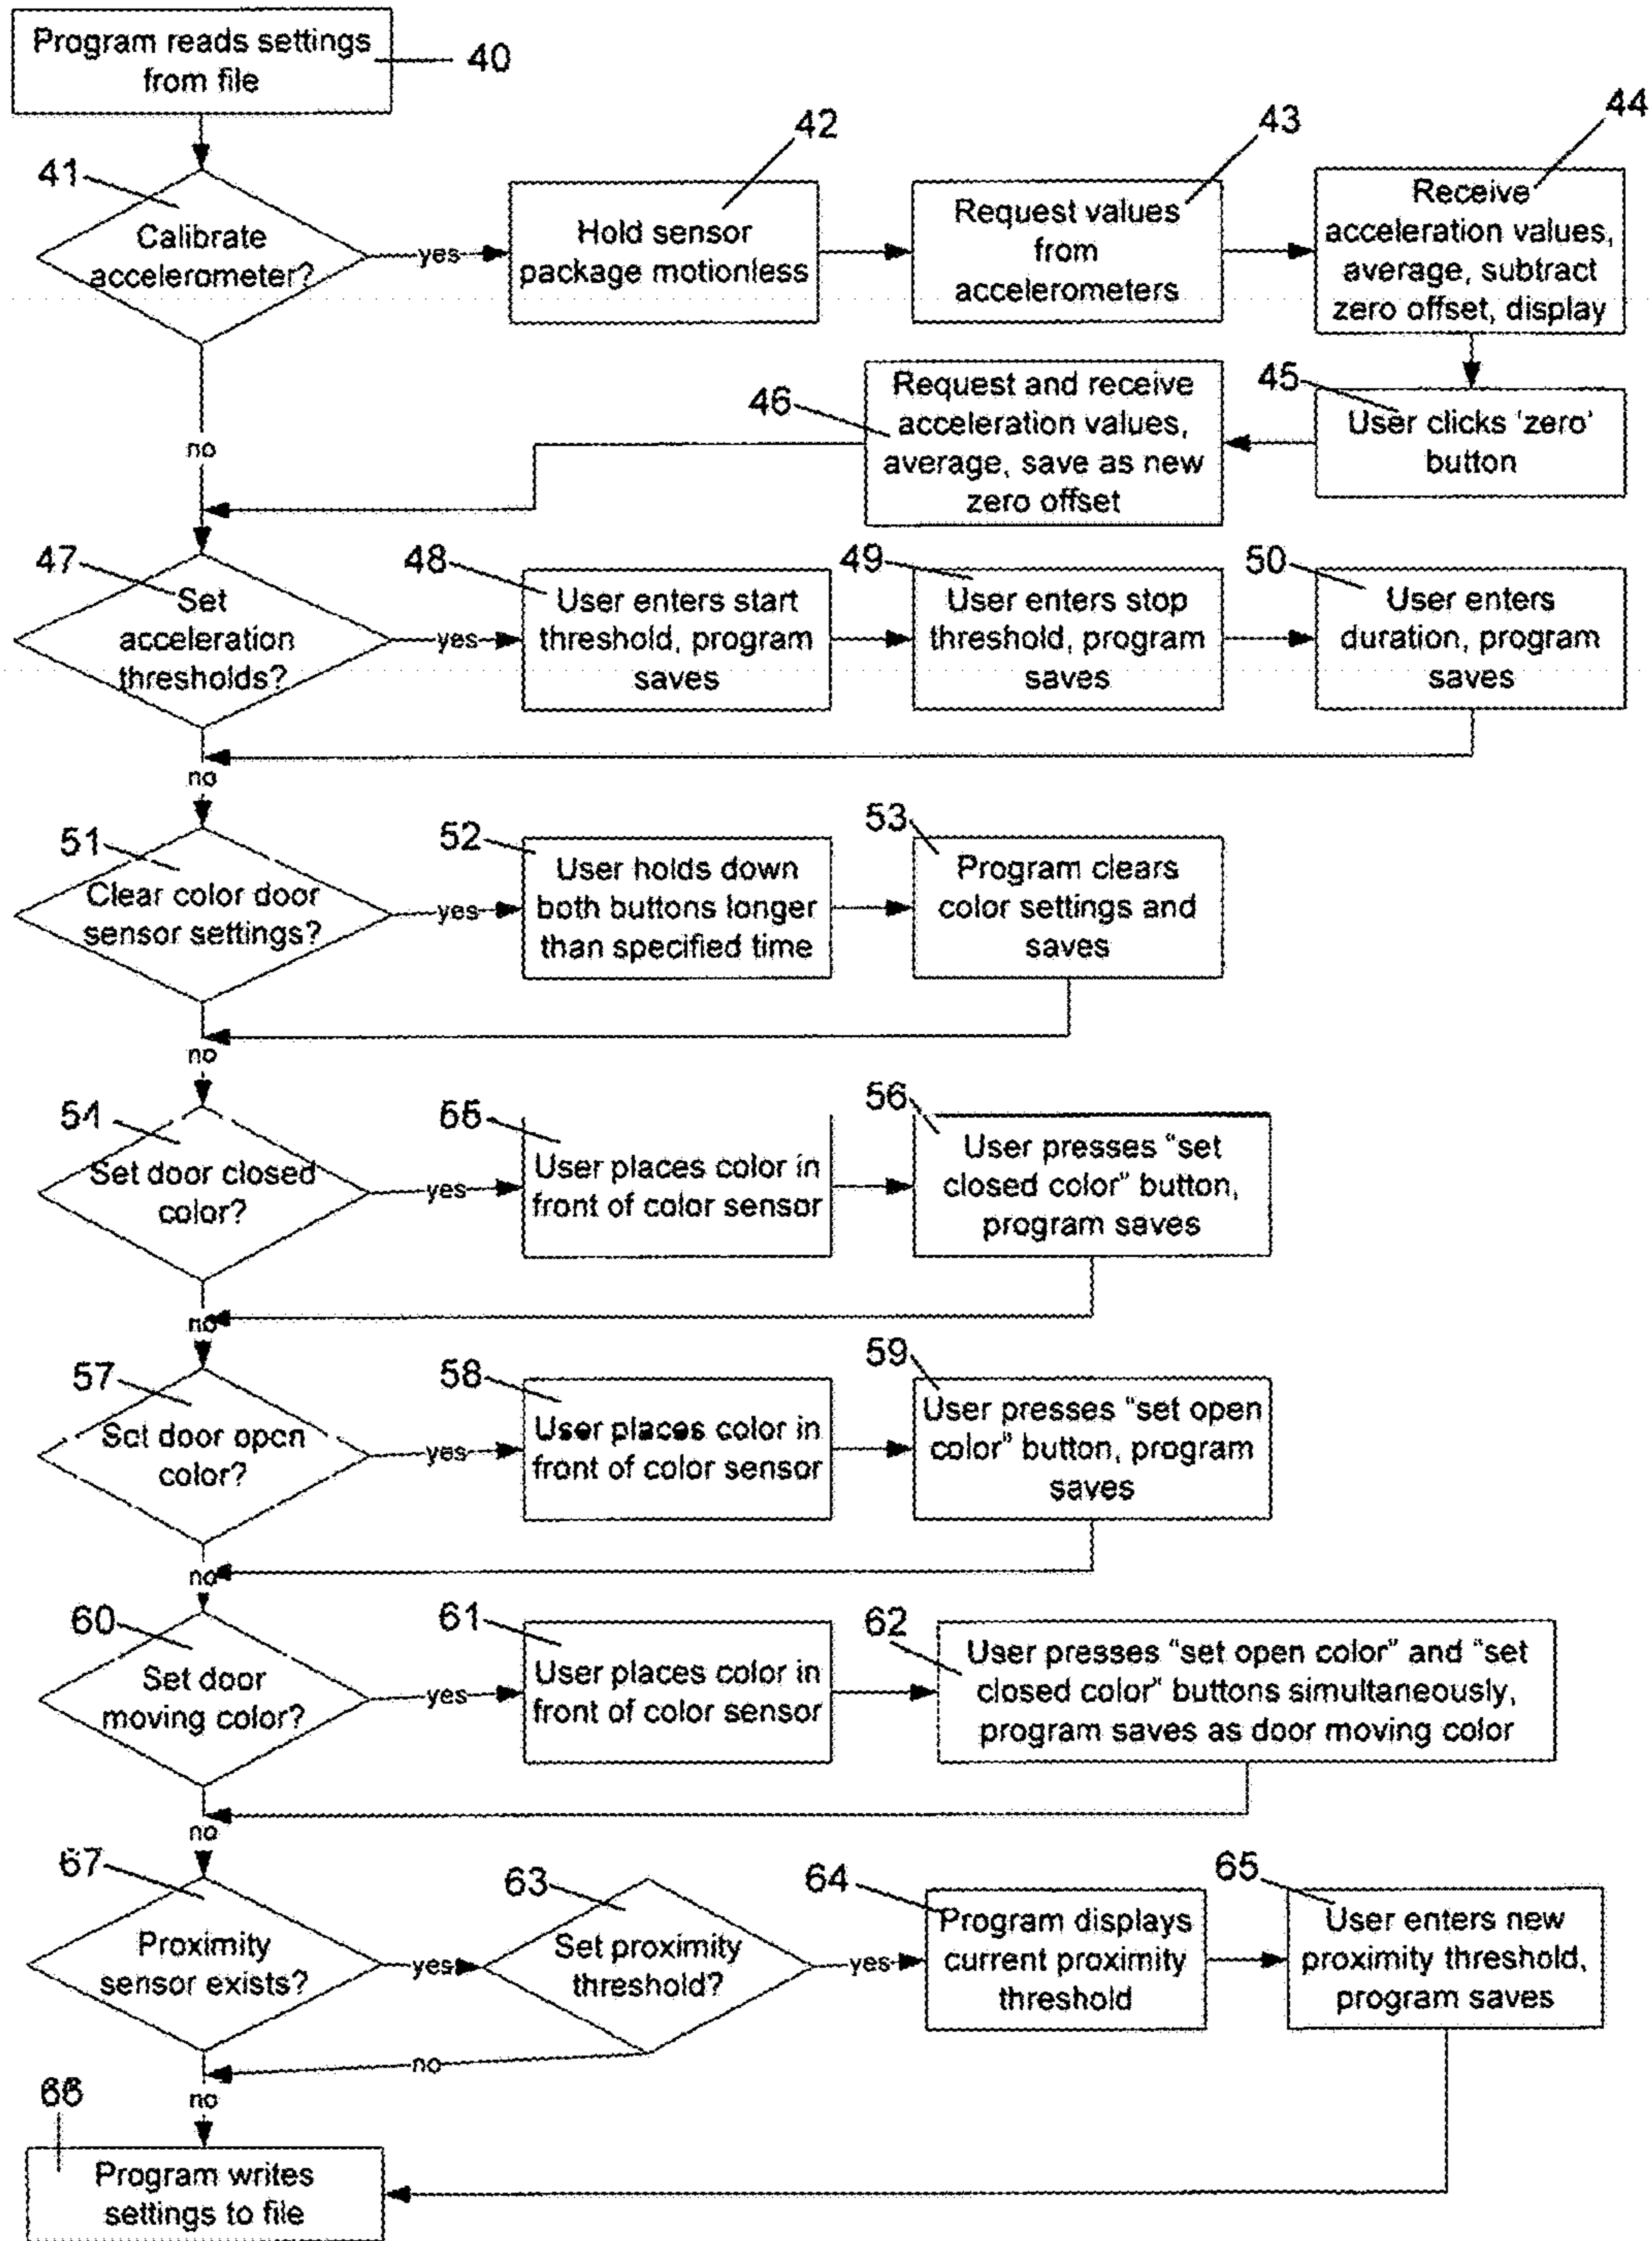 Program reads settings
from file
40
41
Calibrate
accelerometer?
yes
42
Hold sensor
package motionless
43
Request values
from
accelerometers
44
Receive
acceleration values,
average, subtract
zero offset, display
45
User clicks 'zero'
button
46
Request and receive
acceleration values,
average, save as new
zero offset
no
47
Set
acceleration
thresholds?
yes
48
User enters start
threshold, program
saves
49
User enters stop
threshold, program
saves
50
User enters
duration, program
saves
no
51
Clear color door
sensor settings?
yes
52
User holds down
both buttons longer
than specified time
53
Program clears
color settings and
saves
no
54
Set door closed
color?
yes
55
User places color in
front of color sensor
56
User presses "set
closed color" button,
program saves
no
57
Set door open
color?
yes
58
User places color in
front of color sensor
59
User presses "set open
color" button, program
saves
no
60
Set door
moving color?
yes
61
User places color in
front of color sensor
62
User presses "set open color" and "set
closed color" buttons simultaneously,
program saves as door moving color
no
67
Proximity
sensor exists?
yes
63
Set proximity
threshold?
yes
64
Program displays
current proximity
threshold
65
User enters new
proximity threshold,
program saves
no
no
66
Program writes
settings to file